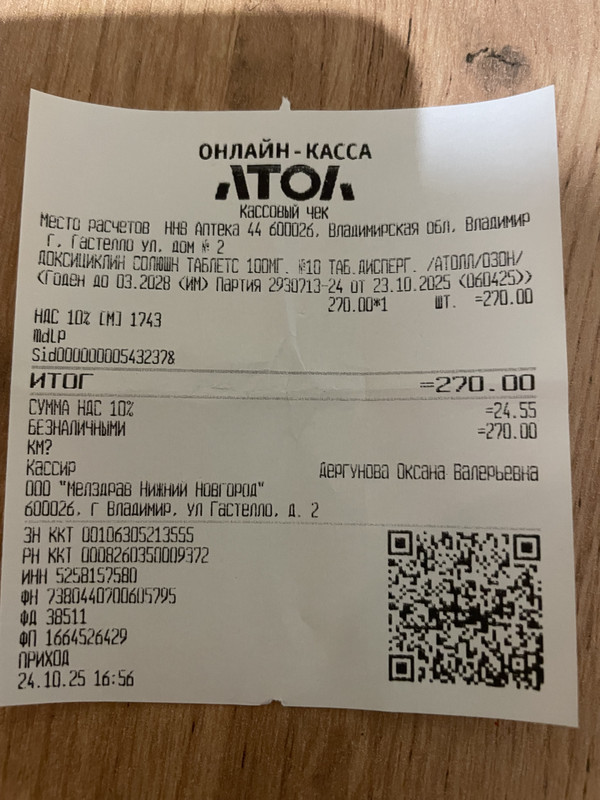 ОНЛАЙН-КАССА
АТОЛ
Кассовый чек
Место расчетов ННВ Аптека 44 600026, Владимирская обл, Владимир
г, Гастелло ул, дом № 2
ДОКСИЦИКЛИН СОЛЮШН ТАБЛЕТС 100МГ. №10 ТАБ.ДИСПЕРГ. /АТОЛЛ/ОЗОН/
<Годен до 03.2028 <ИМ> Партия 2930713-24 от 23.10.2025 <060425>>
270.00*1 шт. =270.00
НДС 10% [М] 1743
mdlp
Sid00000000543237&
ИТОГ =270.00
СУММА НДС 10% =24.55
БЕЗНАЛИЧНЫМИ =270.00
КМ?
Кассир Дергунова Оксана Валерьевна
ООО "Мелздрав Нижний Новгород"
600026, г Владимир, ул Гастелло, д. 2
ЗН ККТ 00106305213555
РН ККТ 0008260350009372
ИНН 5258157580
ФН 7380440700605795
ФД 38511
ФП 1664526429
ПРИХОД
24.10.25 16:56